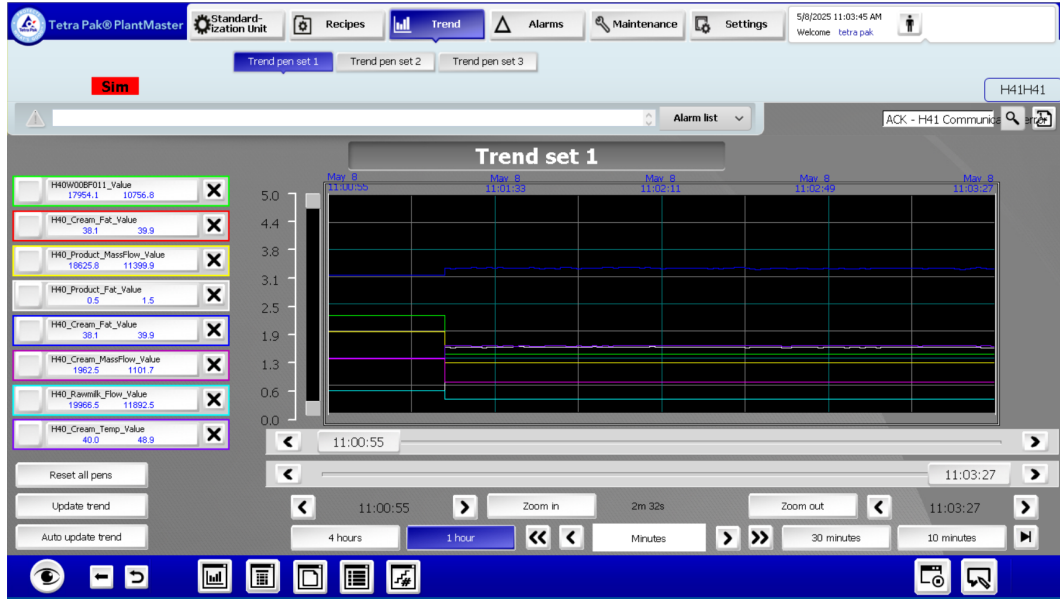 Tetra Pak
Tetra Pak® PlantMaster
Standard-
ization Unit
Recipes
Trend
Alarms
Maintenance
Settings
5/8/2025 11:03:45 AM
Welcome tetra pak
Trend pen set 1
Trend pen set 2
Trend pen set 3
Sim
H41H41
Alarm list
ACK - H41 Communica
error
Trend set 1
May 8
11:00:55
May 8
11:01:33
May 8
11:02:11
May 8
11:02:49
May 8
11:03:27
H40W00BF011_Value
17954.1 10756.8
H40_Cream_Fat_Value
38.1 39.9
H40_Product_MassFlow_Value
18625.8 11399.9
H40_Product_Fat_Value
0.5 1.5
H40_Cream_Fat_Value
38.1 39.9
H40_Cream_MassFlow_Value
1962.5 1101.7
H40_Rawmilk_Flow_Value
19966.5 11892.5
H40_Cream_Temp_Value
40.0 48.9
5.0
4.4
3.8
3.1
2.5
1.9
1.3
0.6
0.0
11:00:55
11:03:27
Reset all pens
Update trend
Auto update trend
11:00:55
Zoom in
2m 32s
Zoom out
11:03:27
4 hours
1 hour
Minutes
30 minutes
10 minutes